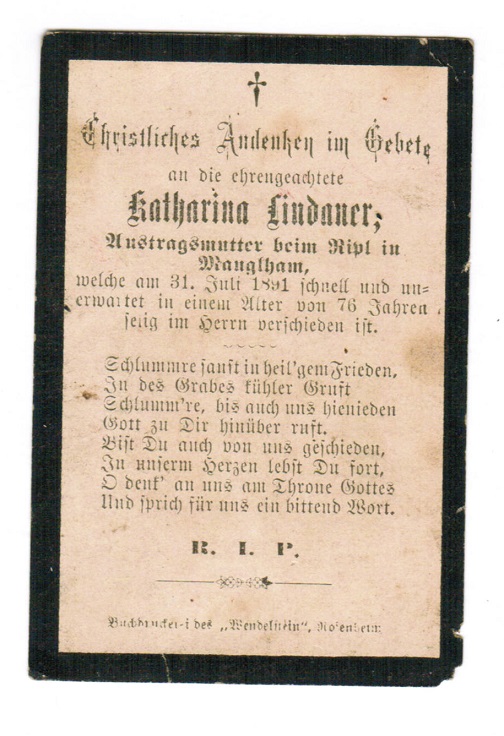 Christliches Andenken im Gebete
an die ehrengeachtete
Katharina Lindauer,
Austragsmutter beim Ripl in
Manglham,
welche am 31. Juli 1891 schnell und un-
erwartet in einem Alter von 76 Jahren
selig im Herrn verschieden ist.
Schlummre sanft in heil'gem Frieden,
In des Grabes kühler Gruft
Schlumm're, bis auch uns hienieden
Gott zu Dir hinüber ruft.
Bist Du auch von uns geschieden,
In unserm Herzen lebst Du fort,
O denk' an uns am Throne Gottes
Und sprich für uns ein bittend Wort.
R. I. P.
Buchdruckerei des „Wendelstein", Rosenheim